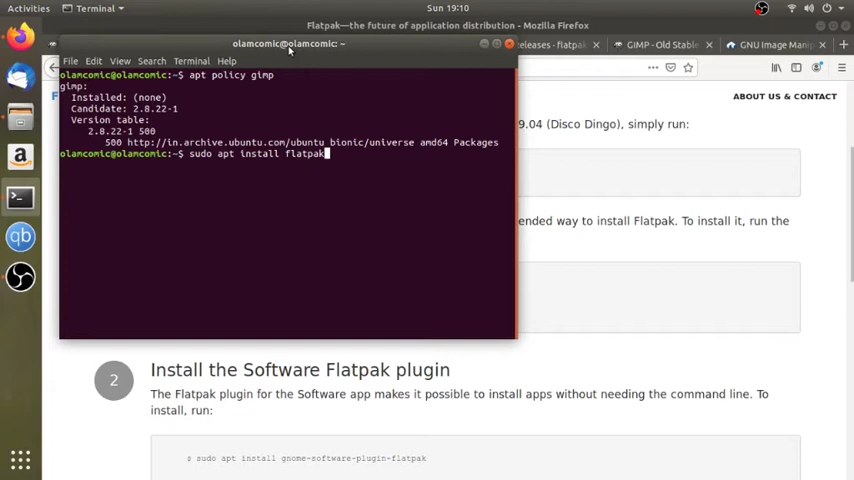 Activities
Terminal
Sun 19:10
Flatpak—the future of application distribution - Mozilla Firefox
eleases · flatpak
GIMP - Old Stable
GNU Image Mani
olamcomic@olamcomic: ~
File Edit View Search Terminal Help
olamcomic@olamcomic:~$ apt policy gimp
gimp:
Installed: (none)
Candidate: 2.8.22-1
Version table:
2.8.22-1 500
500 http://in.archive.ubuntu.com/ubuntu bionic/universe amd64 Packages
olamcomic@olamcomic:~$ sudo apt install flatpak
F
ABOUT US & CONTACT
9.04 (Disco Dingo), simply run:
ended way to install Flatpak. To install it, run the
2
Install the Software Flatpak plugin
The Flatpak plugin for the Software app makes it possible to install apps without needing the command line. To
install, run:
$ sudo apt install gnome-software-plugin-flatpak
a
qb